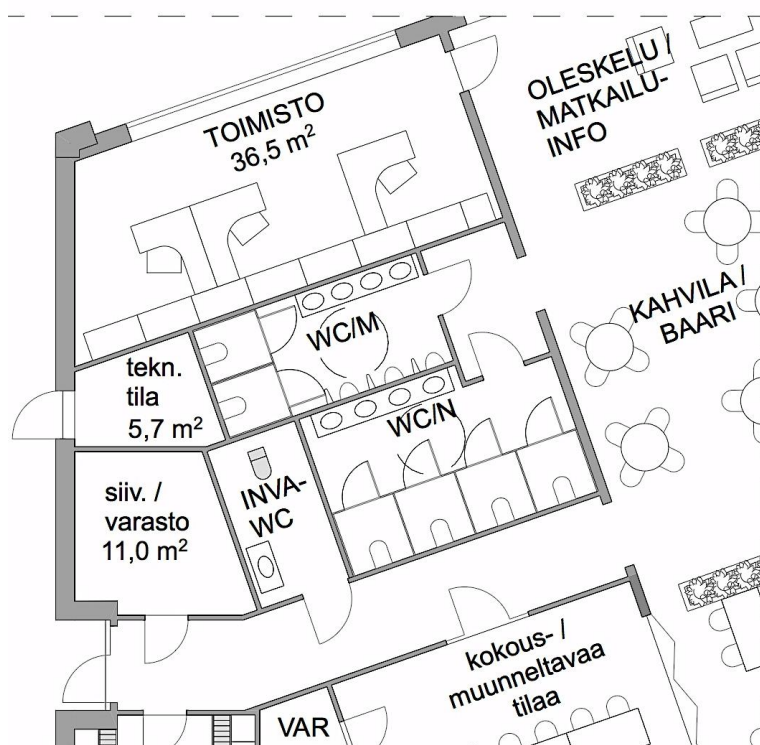 OLESKELU /
MATKAILU-
INFO
TOIMISTO
36,5 m²
KAHVILA /
BAARI
WC/M
tekn.
tila
5,7 m²
WC/N
siiv. /
varasto
11,0 m²
INVA-
WC
kokous- /
muunneltavaa
tilaa
VAR